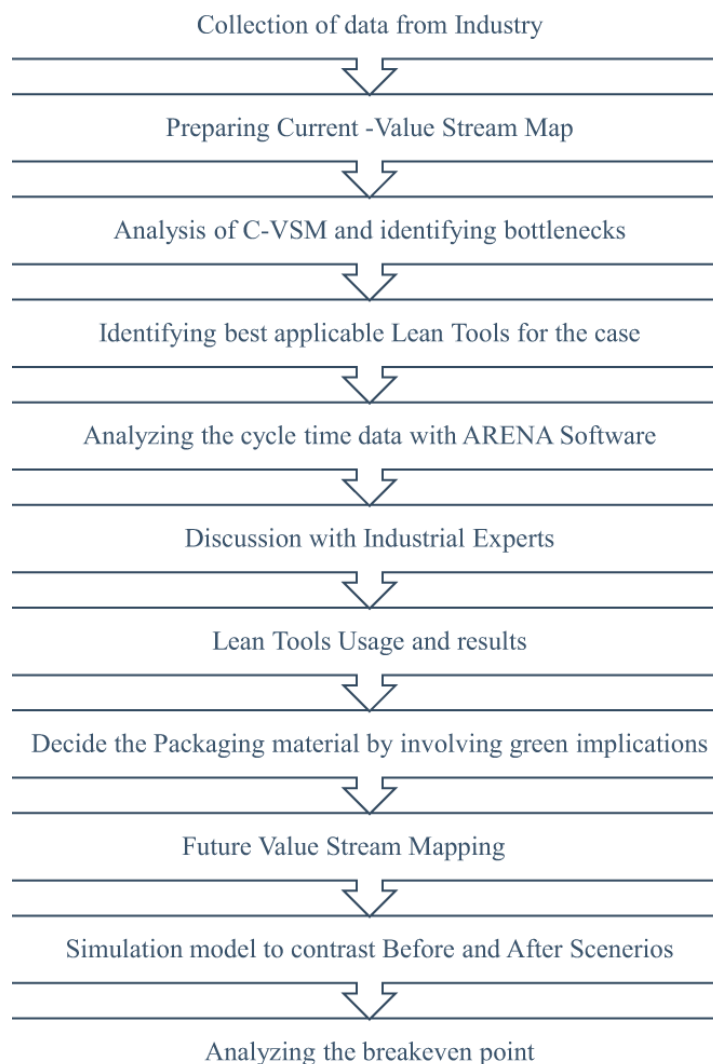 Collection of data from Industry
Preparing Current -Value Stream Map
Analysis of C-VSM and identifying bottlenecks
Identifying best applicable Lean Tools for the case
Analyzing the cycle time data with ARENA Software
Discussion with Industrial Experts
Lean Tools Usage and results
Decide the Packaging material by involving green implications
Future Value Stream Mapping
Simulation model to contrast Before and After Scenerios
Analyzing the breakeven point